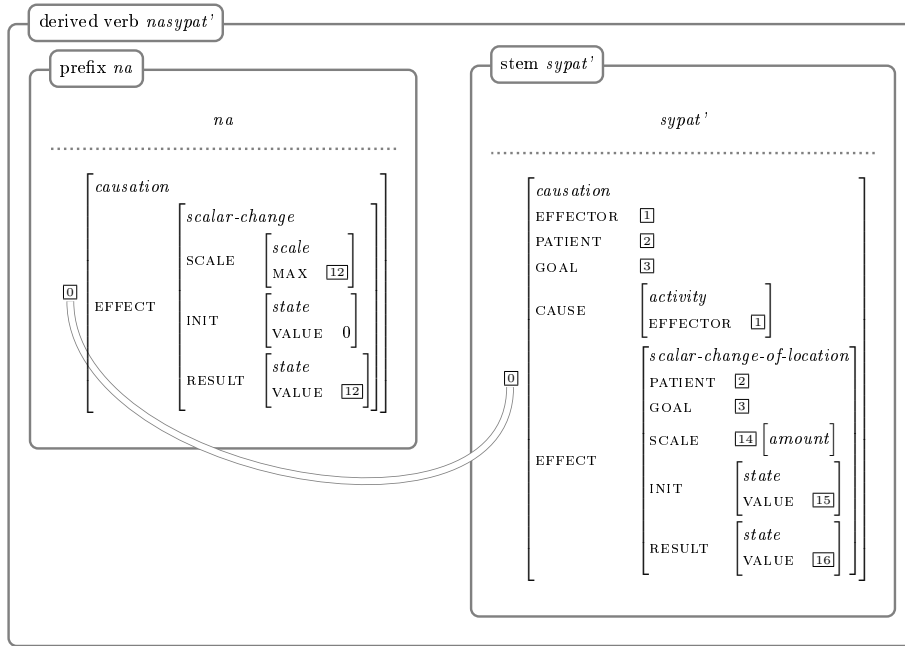 derived verb nasypat’
prefix na
na
0
causation
EFFECT
scalar-change
SCALE
scale
MAX 12
INIT
state
VALUE 0
RESULT
state
VALUE 12
stem sypat’
sypat’
0
causation
EFFECTOR 1
PATIENT 2
GOAL 3
CAUSE
activity
EFFECTOR 1
EFFECT
scalar-change-of-location
PATIENT 2
GOAL 3
SCALE 14 amount
INIT
state
VALUE 15
RESULT
state
VALUE 16